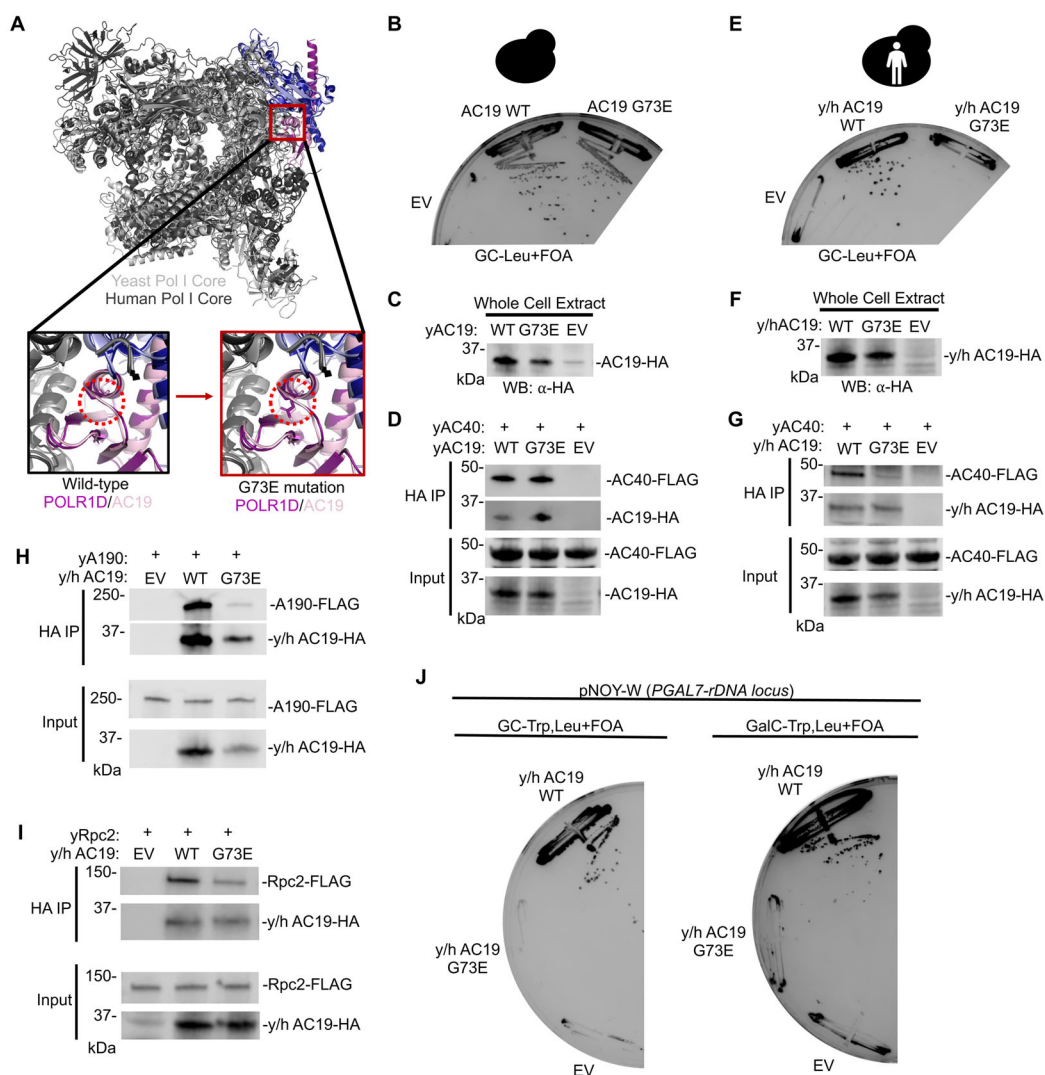 A
Yeast Pol I Core
Human Pol I Core
Wild-type
POLR1D/AC19
G73E mutation
POLR1D/AC19
B
AC19 WT
AC19 G73E
EV
GC-Leu+FOA
C
Whole Cell Extract
yAC19: WT G73E EV
37-
kDa
-AC19-HA
WB: α-HA
D
yAC40: + + +
yAC19: WT G73E EV
HA IP
50-
-AC40-FLAG
37-
-AC19-HA
Input
50-
-AC40-FLAG
37-
-AC19-HA
kDa
E
y/h AC19
WT
y/h AC19
G73E
EV
GC-Leu+FOA
F
Whole Cell Extract
y/hAC19: WT G73E EV
37-
kDa
-y/h AC19-HA
WB: α-HA
G
yAC40: + + +
y/h AC19: WT G73E EV
HA IP
50-
-AC40-FLAG
37-
-y/h AC19-HA
Input
50-
-AC40-FLAG
37-
-y/h AC19-HA
kDa
H
yA190: + + +
y/h AC19: EV WT G73E
HA IP
250-
-A190-FLAG
37-
-y/h AC19-HA
Input
250-
-A190-FLAG
37-
-y/h AC19-HA
kDa
I
yRpc2: + + +
y/h AC19: EV WT G73E
HA IP
150-
-Rpc2-FLAG
37-
-y/h AC19-HA
Input
150-
-Rpc2-FLAG
37-
-y/h AC19-HA
kDa
J
pNOY-W (PGAL7-rDNA locus)
GC-Trp,Leu+FOA
y/h AC19
WT
y/h AC19
G73E
EV
GalC-Trp,Leu+FOA
y/h AC19
WT
y/h AC19
G73E
EV